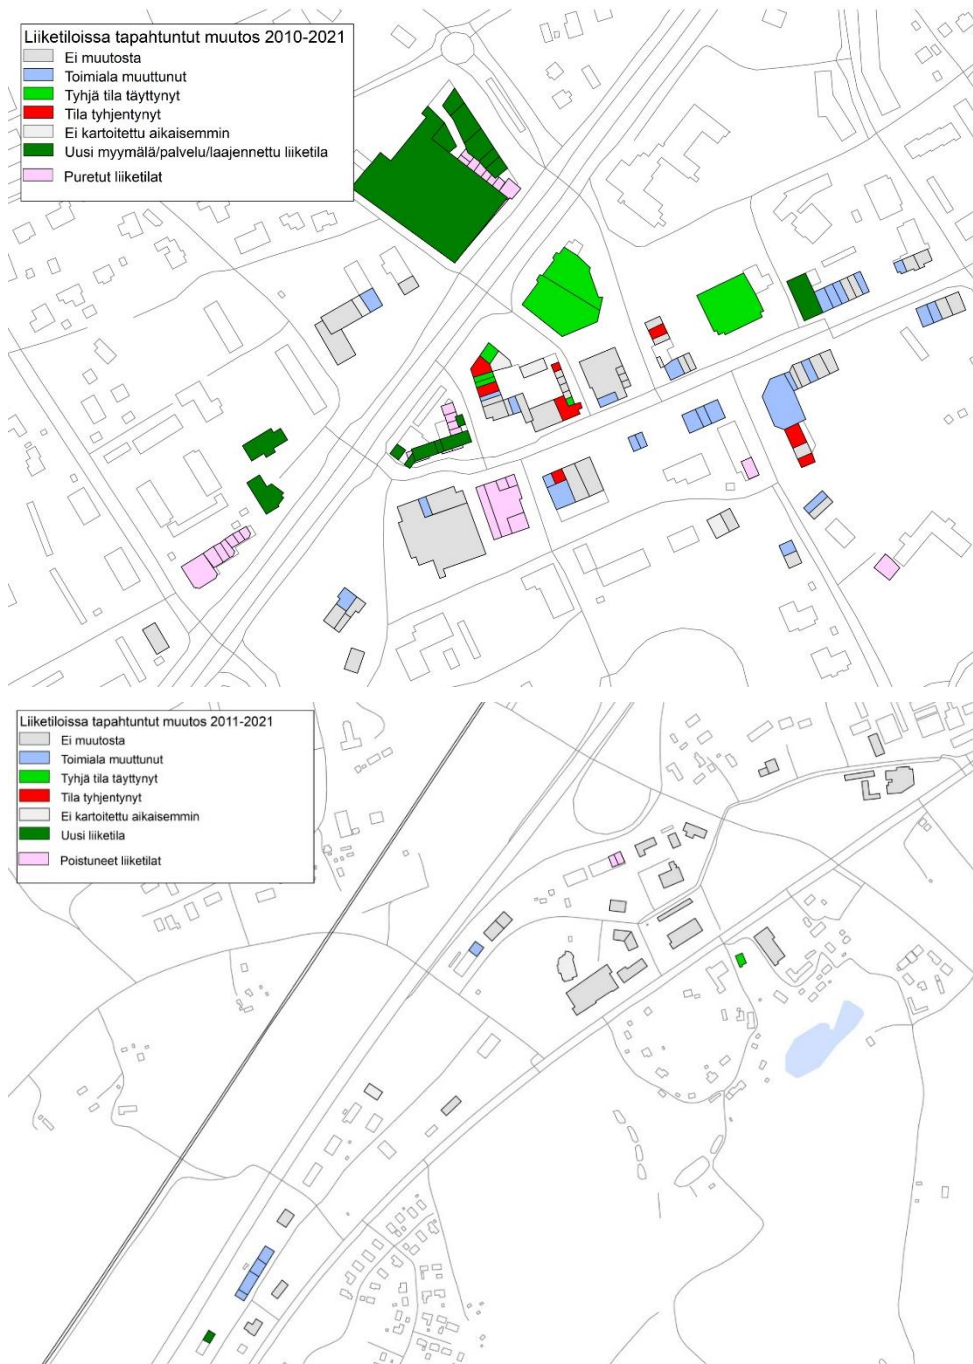 Liiketiloissa tapahtuntut muutos 2010-2021
Ei muutosta
Toimiala muuttunut
Tyhjä tila täyttynyt
Tila tyhjentynyt
Ei kartoitettu aikaisemmin
Uusi myymälä/palvelu/laajennettu liiketila
Puretut liiketilat
Liiketiloissa tapahtuntut muutos 2011-2021
Ei muutosta
Toimiala muuttunut
Tyhjä tila täyttynyt
Tila tyhjentynyt
Ei kartoitettu aikaisemmin
Uusi liiketila
Poistuneet liiketilat